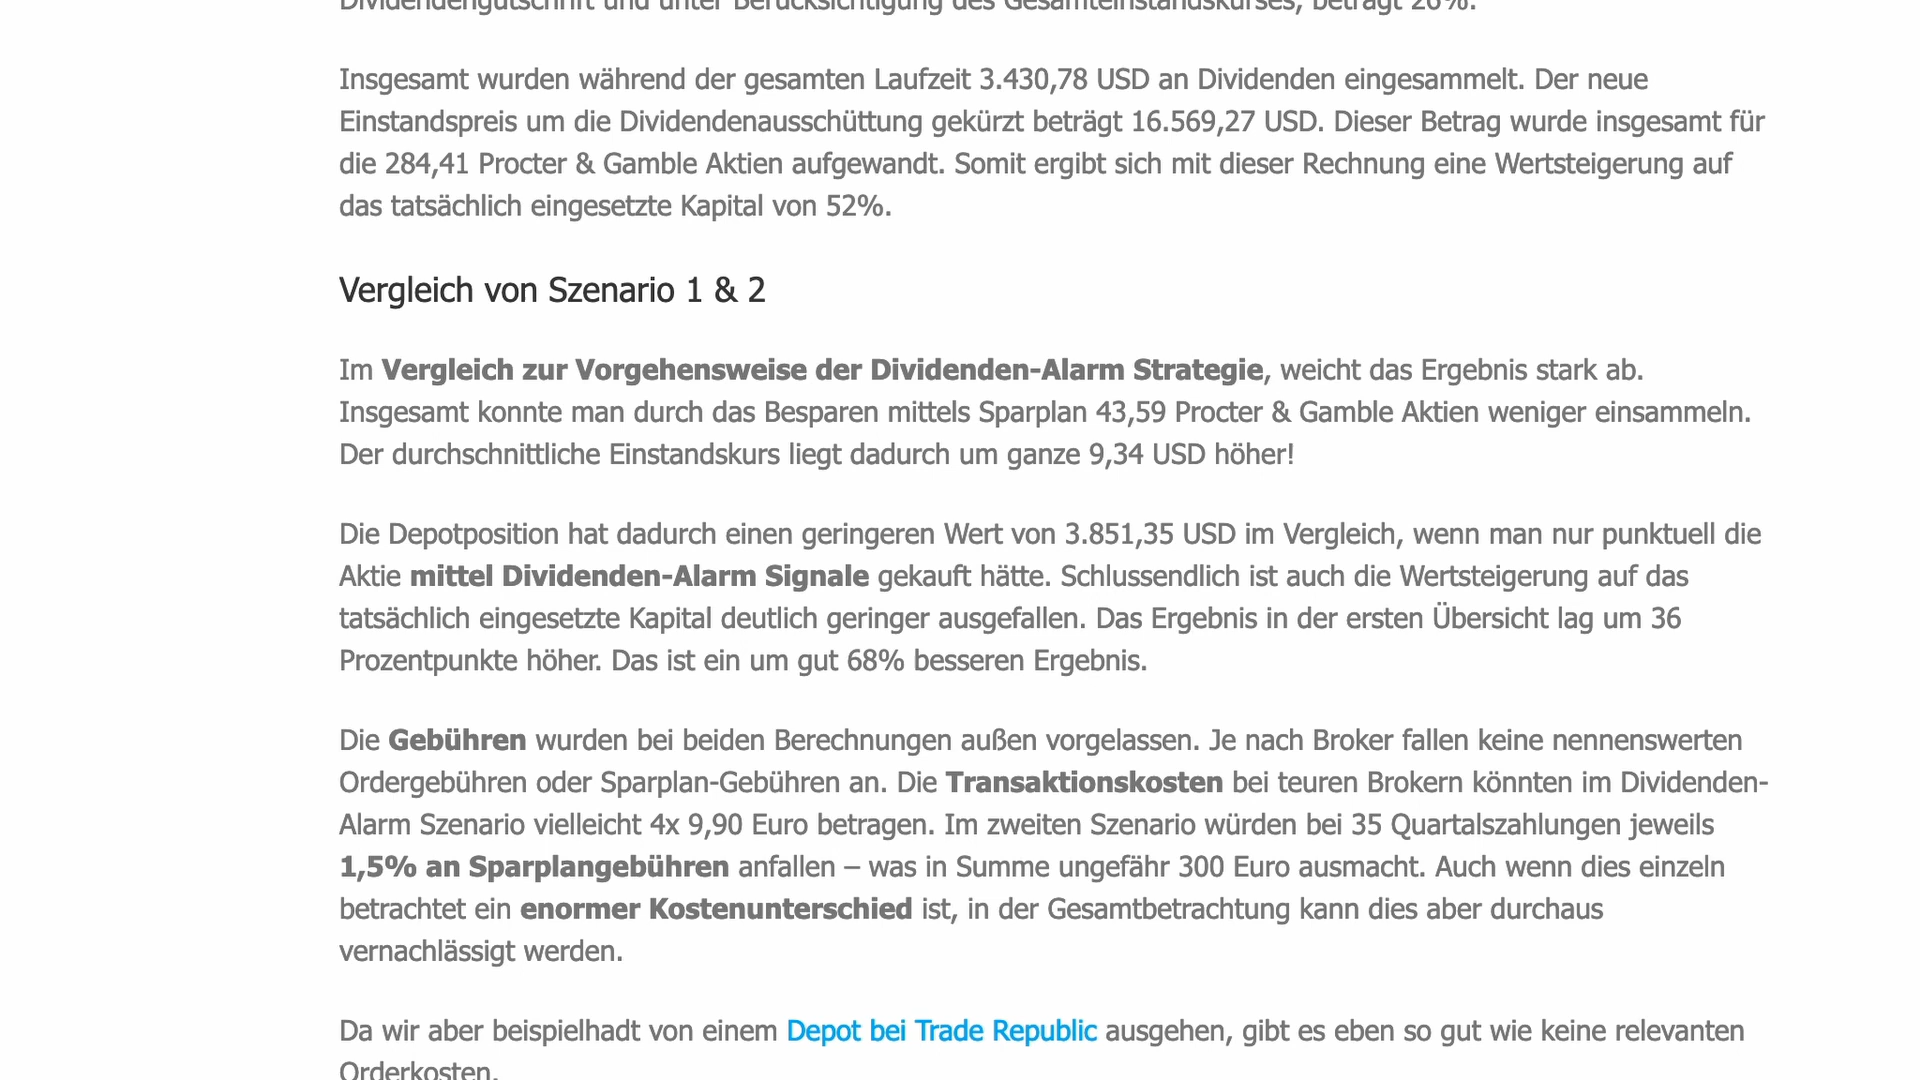 Dividendengutschrift und unter Berücksichtigung des Gesamteinstandskurses, beträgt 26%.
Insgesamt wurden während der gesamten Laufzeit 3.430,78 USD an Dividenden eingesammelt. Der neue
Einstandspreis um die Dividendenausschüttung gekürzt beträgt 16.569,27 USD. Dieser Betrag wurde insgesamt für
die 284,41 Procter & Gamble Aktien aufgewandt. Somit ergibt sich mit dieser Rechnung eine Wertsteigerung auf
das tatsächlich eingesetzte Kapital von 52%.
Vergleich von Szenario 1 & 2
Im Vergleich zur Vorgehensweise der Dividenden-Alarm Strategie, weicht das Ergebnis stark ab.
Insgesamt konnte man durch das Besparen mittels Sparplan 43,59 Procter & Gamble Aktien weniger einsammeln.
Der durchschnittliche Einstandskurs liegt dadurch um ganze 9,34 USD höher!
Die Depotposition hat dadurch einen geringeren Wert von 3.851,35 USD im Vergleich, wenn man nur punktuell die
Aktie mittel Dividenden-Alarm Signale gekauft hätte. Schlussendlich ist auch die Wertsteigerung auf das
tatsächlich eingesetzte Kapital deutlich geringer ausgefallen. Das Ergebnis in der ersten Übersicht lag um 36
Prozentpunkte höher. Das ist ein um gut 68% besseren Ergebnis.
Die Gebühren wurden bei beiden Berechnungen außen vorgelassen. Je nach Broker fallen keine nennenswerten
Ordergebühren oder Sparplan-Gebühren an. Die Transaktionskosten bei teuren Brokern könnten im Dividenden-
Alarm Szenario vielleicht 4x 9,90 Euro betragen. Im zweiten Szenario würden bei 35 Quartalszahlungen jeweils
1,5% an Sparplangebühren anfallen – was in Summe ungefähr 300 Euro ausmacht. Auch wenn dies einzeln
betrachtet ein enormer Kostenunterschied ist, in der Gesamtbetrachtung kann dies aber durchaus
vernachlässigt werden.
Da wir aber beispielhadt von einem Depot bei Trade Republic ausgehen, gibt es eben so gut wie keine relevanten
Orderkosten.